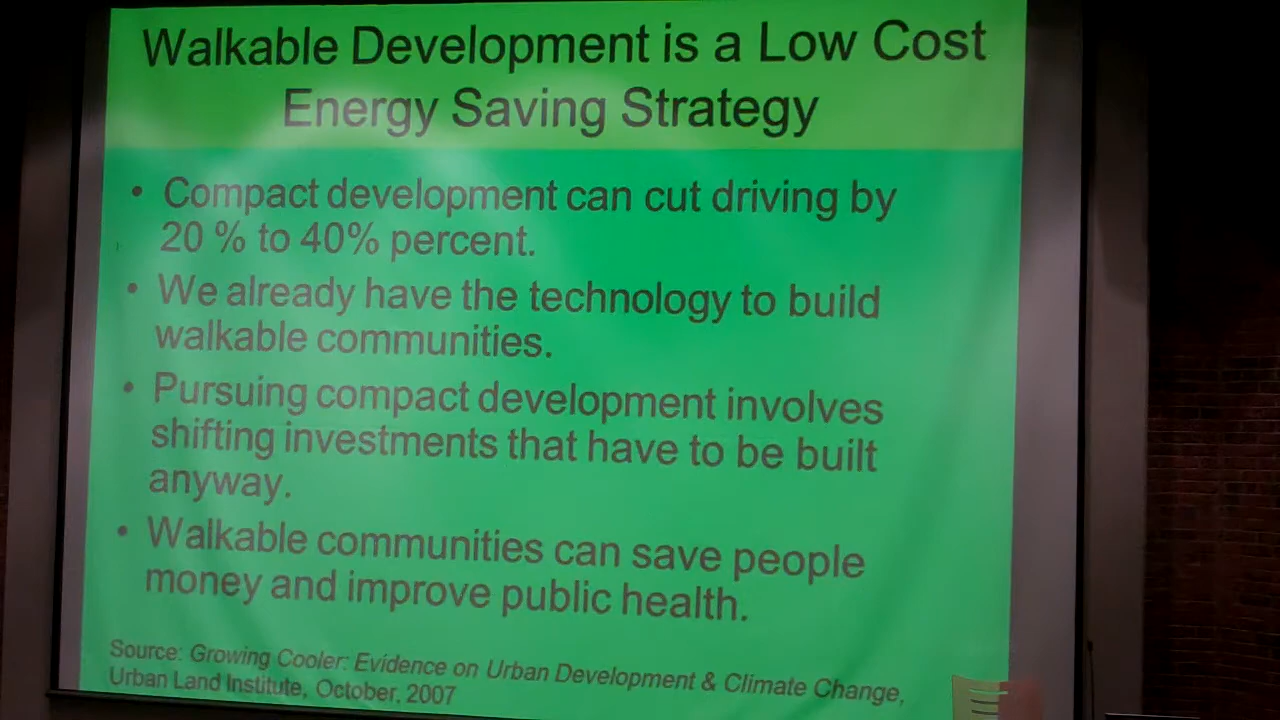 Walkable Development is a Low Cost
Energy Saving Strategy
• Compact development can cut driving by
20 % to 40% percent.
• We already have the technology to build
walkable communities.
• Pursuing compact development involves
shifting investments that have to be built
anyway.
• Walkable communities can save people
money and improve public health.
Source: Growing Cooler: Evidence on Urban Development & Climate Change,
Urban Land Institute, October, 2007